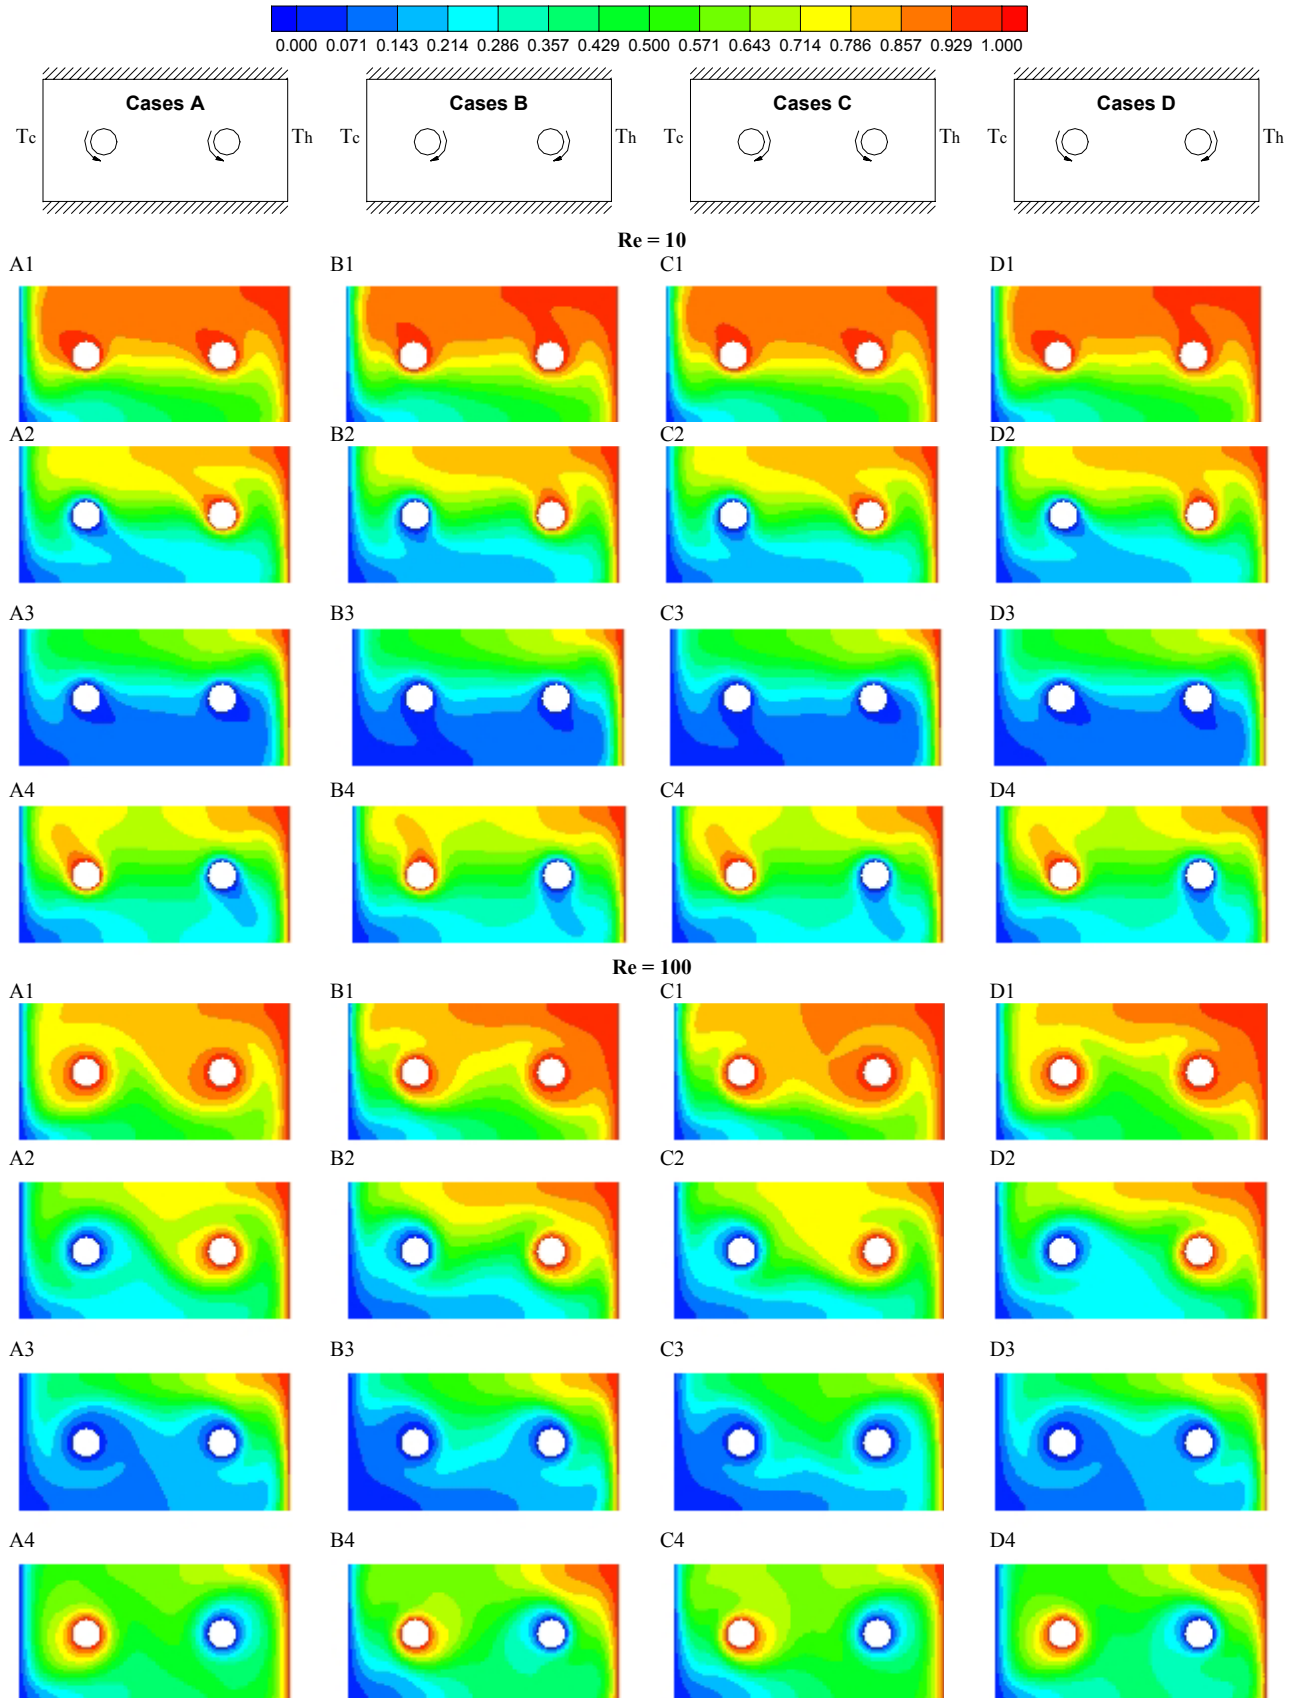 0.000 0.071 0.143 0.214 0.286 0.357 0.429 0.500 0.571 0.643 0.714 0.786 0.857 0.929 1.000
Cases A Cases B Cases C Cases D
Tc Th Tc Th Tc Th Tc Th
Re = 10
A1 B1 C1 D1
A2 B2 C2 D2
A3 B3 C3 D3
A4 B4 C4 D4
Re = 100
A1 B1 C1 D1
A2 B2 C2 D2
A3 B3 C3 D3
A4 B4 C4 D4